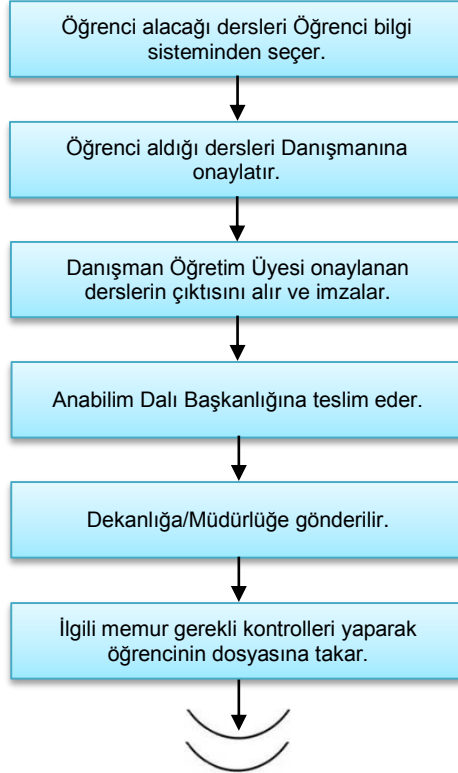 Öğrenci alacağı dersleri Öğrenci bilgi
sisteminden seçer.
Öğrenci aldığı dersleri Danışmanına
onaylatır.
Danışman Öğretim Üyesi onaylanan
derslerin çıktısını alır ve imzalar.
Anabilim Dalı Başkanlığına teslim eder.
Dekanlığa/Müdürlüğe gönderilir.
İlgili memur gerekli kontrolleri yaparak
öğrencinin dosyasına takar.